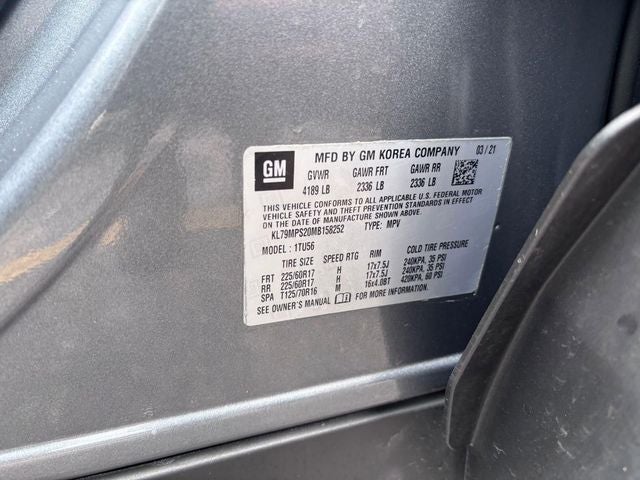 GM
MFD BY GM KOREA COMPANY 03/21
GVWR GAWR FRT GAWR RR
4189 LB 2336 LB 2336 LB
THIS VEHICLE CONFORMS TO ALL APPLICABLE U.S. FEDERAL MOTOR
VEHICLE SAFETY AND THEFT PREVENTION STANDARDS IN EFFECT
ON THE DATE OF MANUFACTURE SHOWN ABOVE.
KL79MPS20MB158252 TYPE: MPV
MODEL: 1TU56
TIRE SIZE SPEED RTG RIM COLD TIRE PRESSURE
FRT 225/60R17 H 17x7.5J 240KPA, 35 PSI
RR 225/60R17 H 17x7.5J 240KPA, 35 PSI
SPA T125/70R16 M 16x4.0BT 420KPA, 60 PSI
SEE OWNER'S MANUAL FOR MORE INFORMATION.